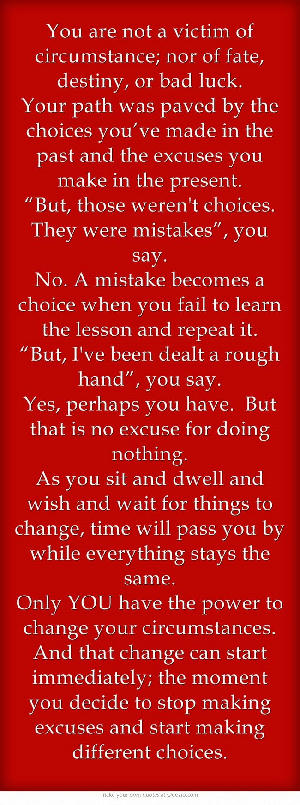 You are not a victim of
circumstance; nor of fate,
destiny, or bad luck.
Your path was paved by the
choices you've made in the
past and the excuses you
make in the present.
“But, those weren't choices.
They were mistakes”, you
say.
No. A mistake becomes a
choice when you fail to learn
the lesson and repeat it.
“But, I've been dealt a rough
hand”, you say.
Yes, perhaps you have.  But
that is no excuse for doing
nothing.
As you sit and dwell and
wish and wait for things to
change, time will pass you by
while everything stays the
same.
Only YOU have the power to
change your circumstances.
And that change can start
immediately; the moment
you decide to stop making
excuses and start making
different choices.
your own quotes at